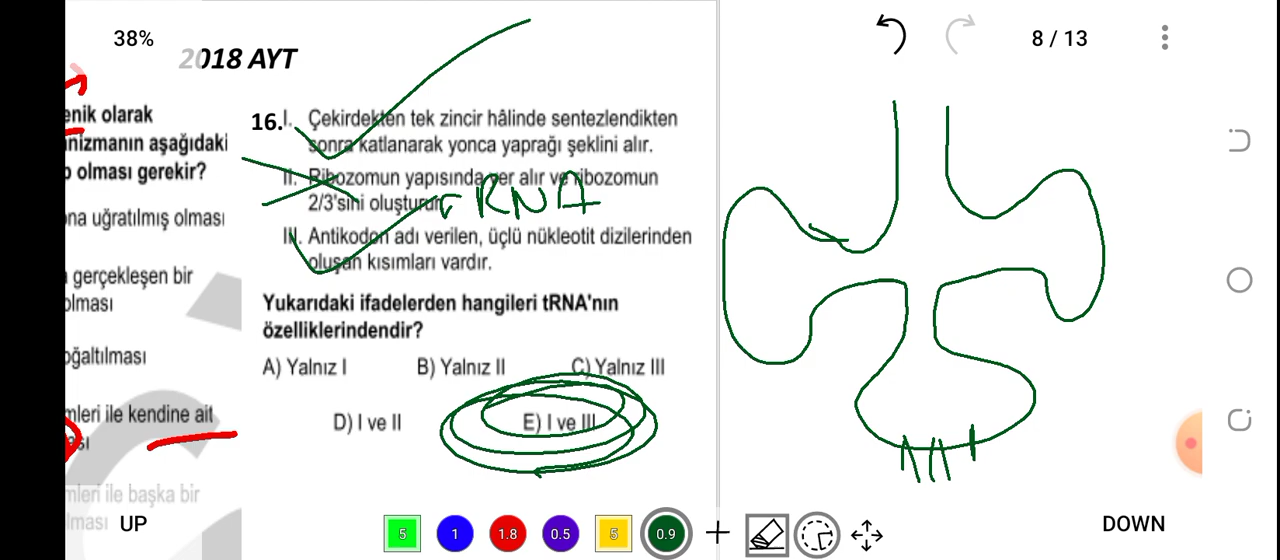 38%
8 / 13
2018 AYT
enik olarak
anizmanın aşağıdaki
olması gerekir?
ona uğratılmış olması
gerçekleşen bir
olması
oğaltılması
mleri ile kendine ait
ası
mleri ile başka bir
lması
UP
16. I. Çekirdekten tek zincir hâlinde sentezlendikten
sonra katlanarak yonca yaprağı şeklini alır.
II. Ribozomun yapısında yer alır ve ribozomun
2/3'sini oluşturur.
rRNA
III. Antikodon adı verilen, üçlü nükleotit dizilerinden
oluşan kısımları vardır.
Yukarıdaki ifadelerden hangileri tRNA'nın
özelliklerindendir?
A) Yalnız I B) Yalnız II C) Yalnız III
D) I ve II E) I ve III
5 1 1.8 0.5 5 0.9
DOWN